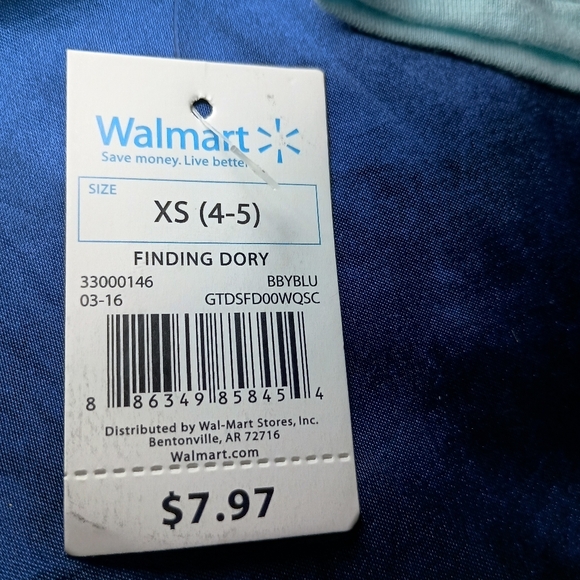 Walmart
Save money. Live better.
SIZE
XS (4-5)
FINDING DORY
33000146 BBYBLU
03-16 GTDSFD00WQSC
8 86349 85845 4
Distributed by Wal-Mart Stores, Inc.
Bentonville, AR 72716
Walmart.com
$7.97